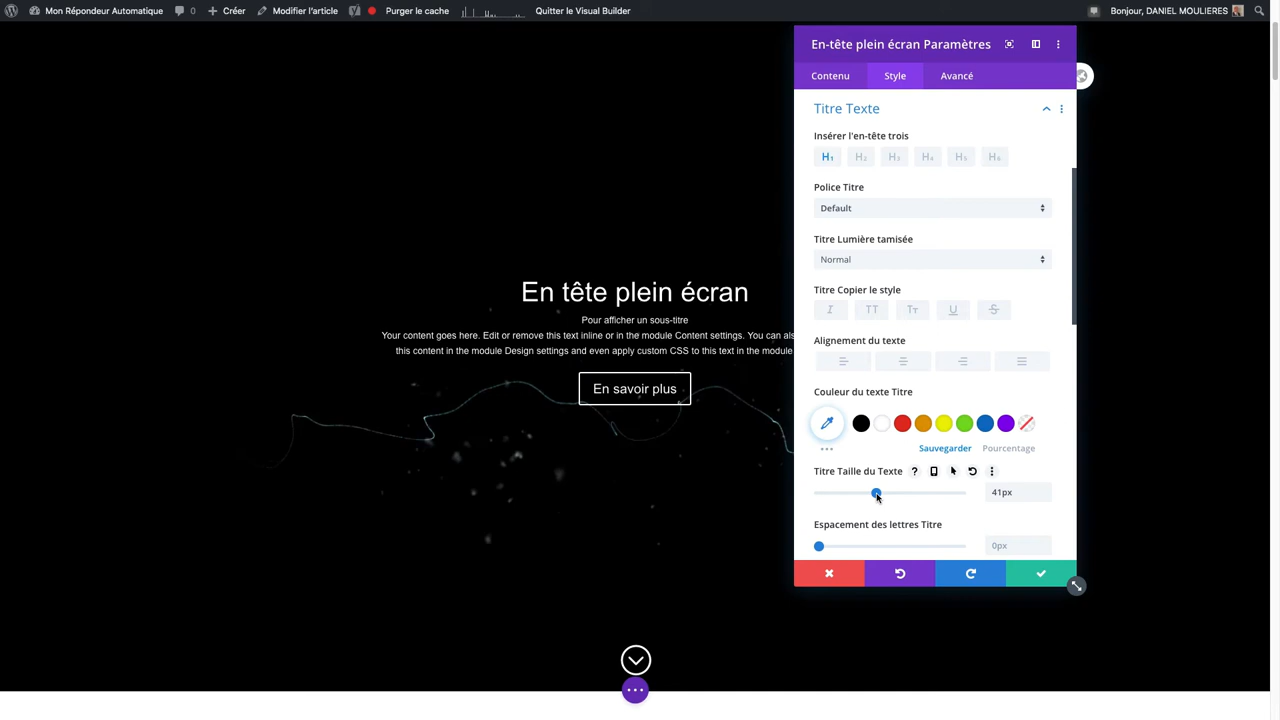 Mon Répondeur Automatique 0 Créer Modifier l'article Purger le cache Quitter le Visual Builder Bonjour, DANIEL MOULIERES
En-tête plein écran Paramètres
Contenu Style Avancé
Titre Texte
Insérer l'en-tête trois
H1 H2 H3 H4 H5 H6
Police Titre
Default
Titre Lumière tamisée
Normal
Titre Copier le style
I TT Tт U S
Alignement du texte
Couleur du texte Titre
Sauvegarder Pourcentage
Titre Taille du Texte ?
41px
Espacement des lettres Titre
0px
En tête plein écran
Pour afficher un sous-titre
Your content goes here. Edit or remove this text inline or in the module Content settings. You can als
this content in the module Design settings and even apply custom CSS to this text in the module
En savoir plus